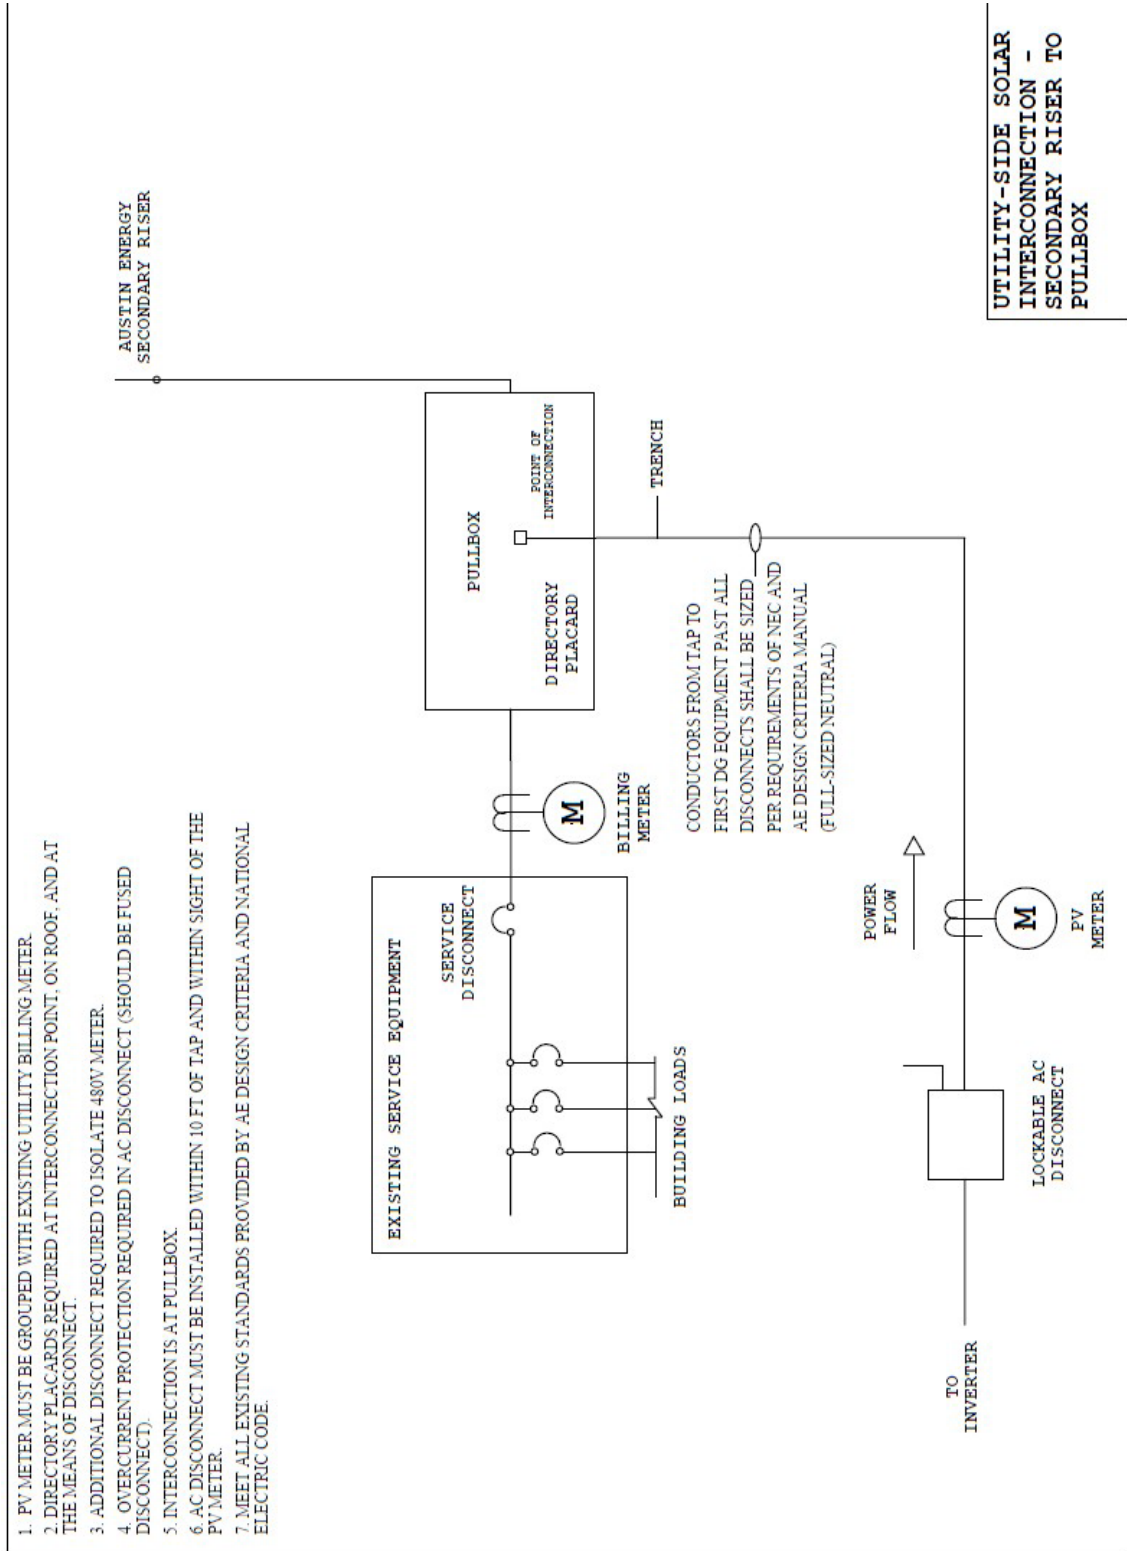 1. PV METER MUST BE GROUPED WITH EXISTING UTILITY BILLING METER.
2. DIRECTORY PLACARDS REQUIRED AT INTERCONNECTION POINT, ON ROOF, AND AT
THE MEANS OF DISCONNECT.
3. ADDITIONAL DISCONNECT REQUIRED TO ISOLATE 480V METER.
4. OVERCURRENT PROTECTION REQUIRED IN AC DISCONNECT (SHOULD BE FUSED
DISCONNECT).
5. INTERCONNECTION IS AT PULLBOX.
6. AC DISCONNECT MUST BE INSTALLED WITHIN 10 FT OF TAP AND WITHIN SIGHT OF THE
PV METER.
7. MEET ALL EXISTING STANDARDS PROVIDED BY AE DESIGN CRITERIA AND NATIONAL
ELECTRIC CODE.
AUSTIN ENERGY
SECONDARY RISER
EXISTING SERVICE EQUIPMENT
SERVICE
DISCONNECT
BUILDING LOADS
M
BILLING
METER
PULLBOX
POINT OF
INTERCONNECTION
DIRECTORY
PLACARD
TRENCH
CONDUCTORS FROM TAP TO
FIRST DG EQUIPMENT PAST ALL
DISCONNECTS SHALL BE SIZED
PER REQUIREMENTS OF NEC AND
AE DESIGN CRITERIA MANUAL
(FULL-SIZED NEUTRAL)
POWER
FLOW
M
PV
METER
LOCKABLE AC
DISCONNECT
TO
INVERTER
UTILITY-SIDE SOLAR
INTERCONNECTION -
SECONDARY RISER TO
PULLBOX